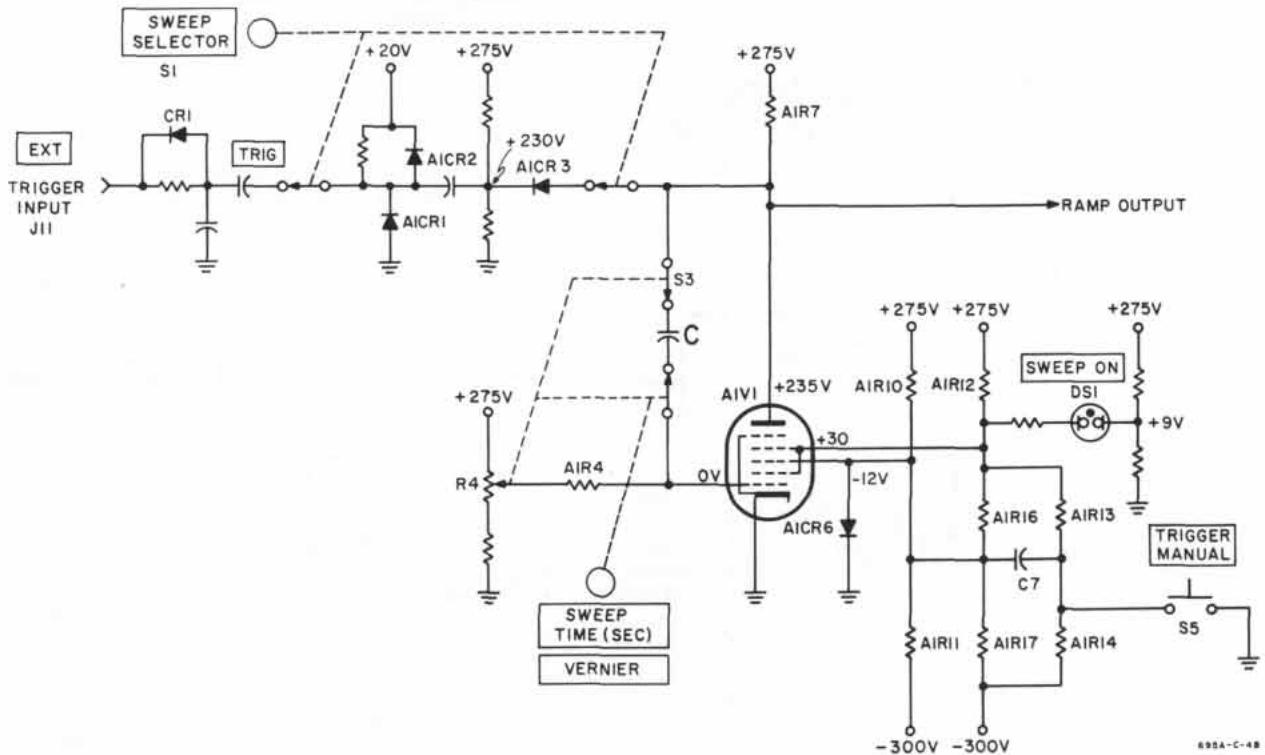 SWEEP
SELECTOR
S1
+20V
+275V
+275V
CR1
A1R7
EXT
TRIG
A1CR2
+230V
A1CR3
TRIGGER
INPUT
J11
A1CR1
RAMP OUTPUT
S3
C
+275V
+275V
+275V
+275V
+235V
A1V1
A1R10
A1R12
SWEEP ON
DS1
+30
+9V
R4
A1R4
0V
-12V
A1CR6
A1R16
A1R13
TRIGGER
MANUAL
C7
SWEEP
TIME (SEC)
VERNIER
A1R11
A1R17
A1R14
S5
-300V
-300V
695A-C-4B